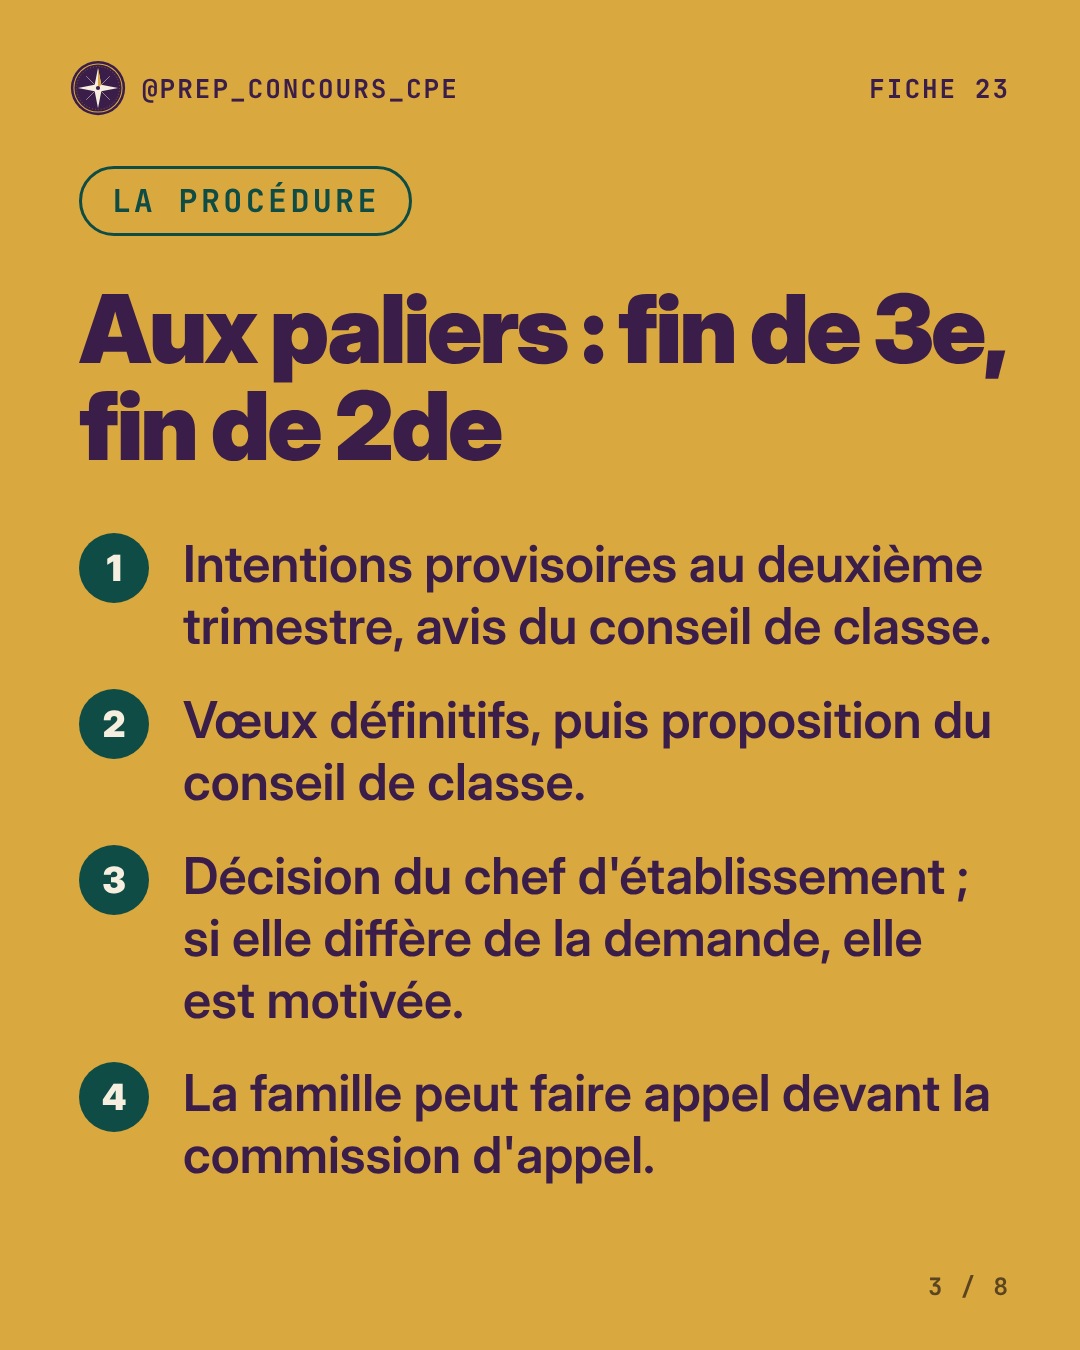 @PREP_CONCOURS_CPE
FICHE 23
LA PROCÉDURE
Aux paliers : fin de 3e,
fin de 2de
1 Intentions provisoires au deuxième
trimestre, avis du conseil de classe.
2 Vœux définitifs, puis proposition du
conseil de classe.
3 Décision du chef d'établissement ;
si elle diffère de la demande, elle
est motivée.
4 La famille peut faire appel devant la
commission d'appel.
3 / 8